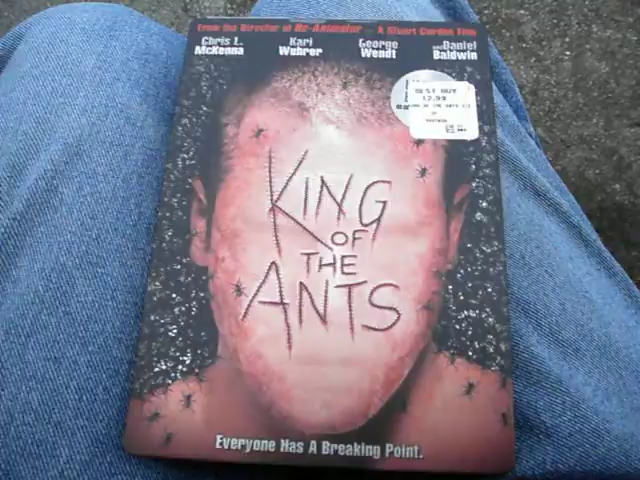 From the Director of Re-Animator - A Stuart Gordon Film
Chris L. McKenna
Kari Wuhrer
George Wendt
and Daniel Baldwin
BEST BUY
12.99
KING
OF
THE
ANTS
Everyone Has A Breaking Point.